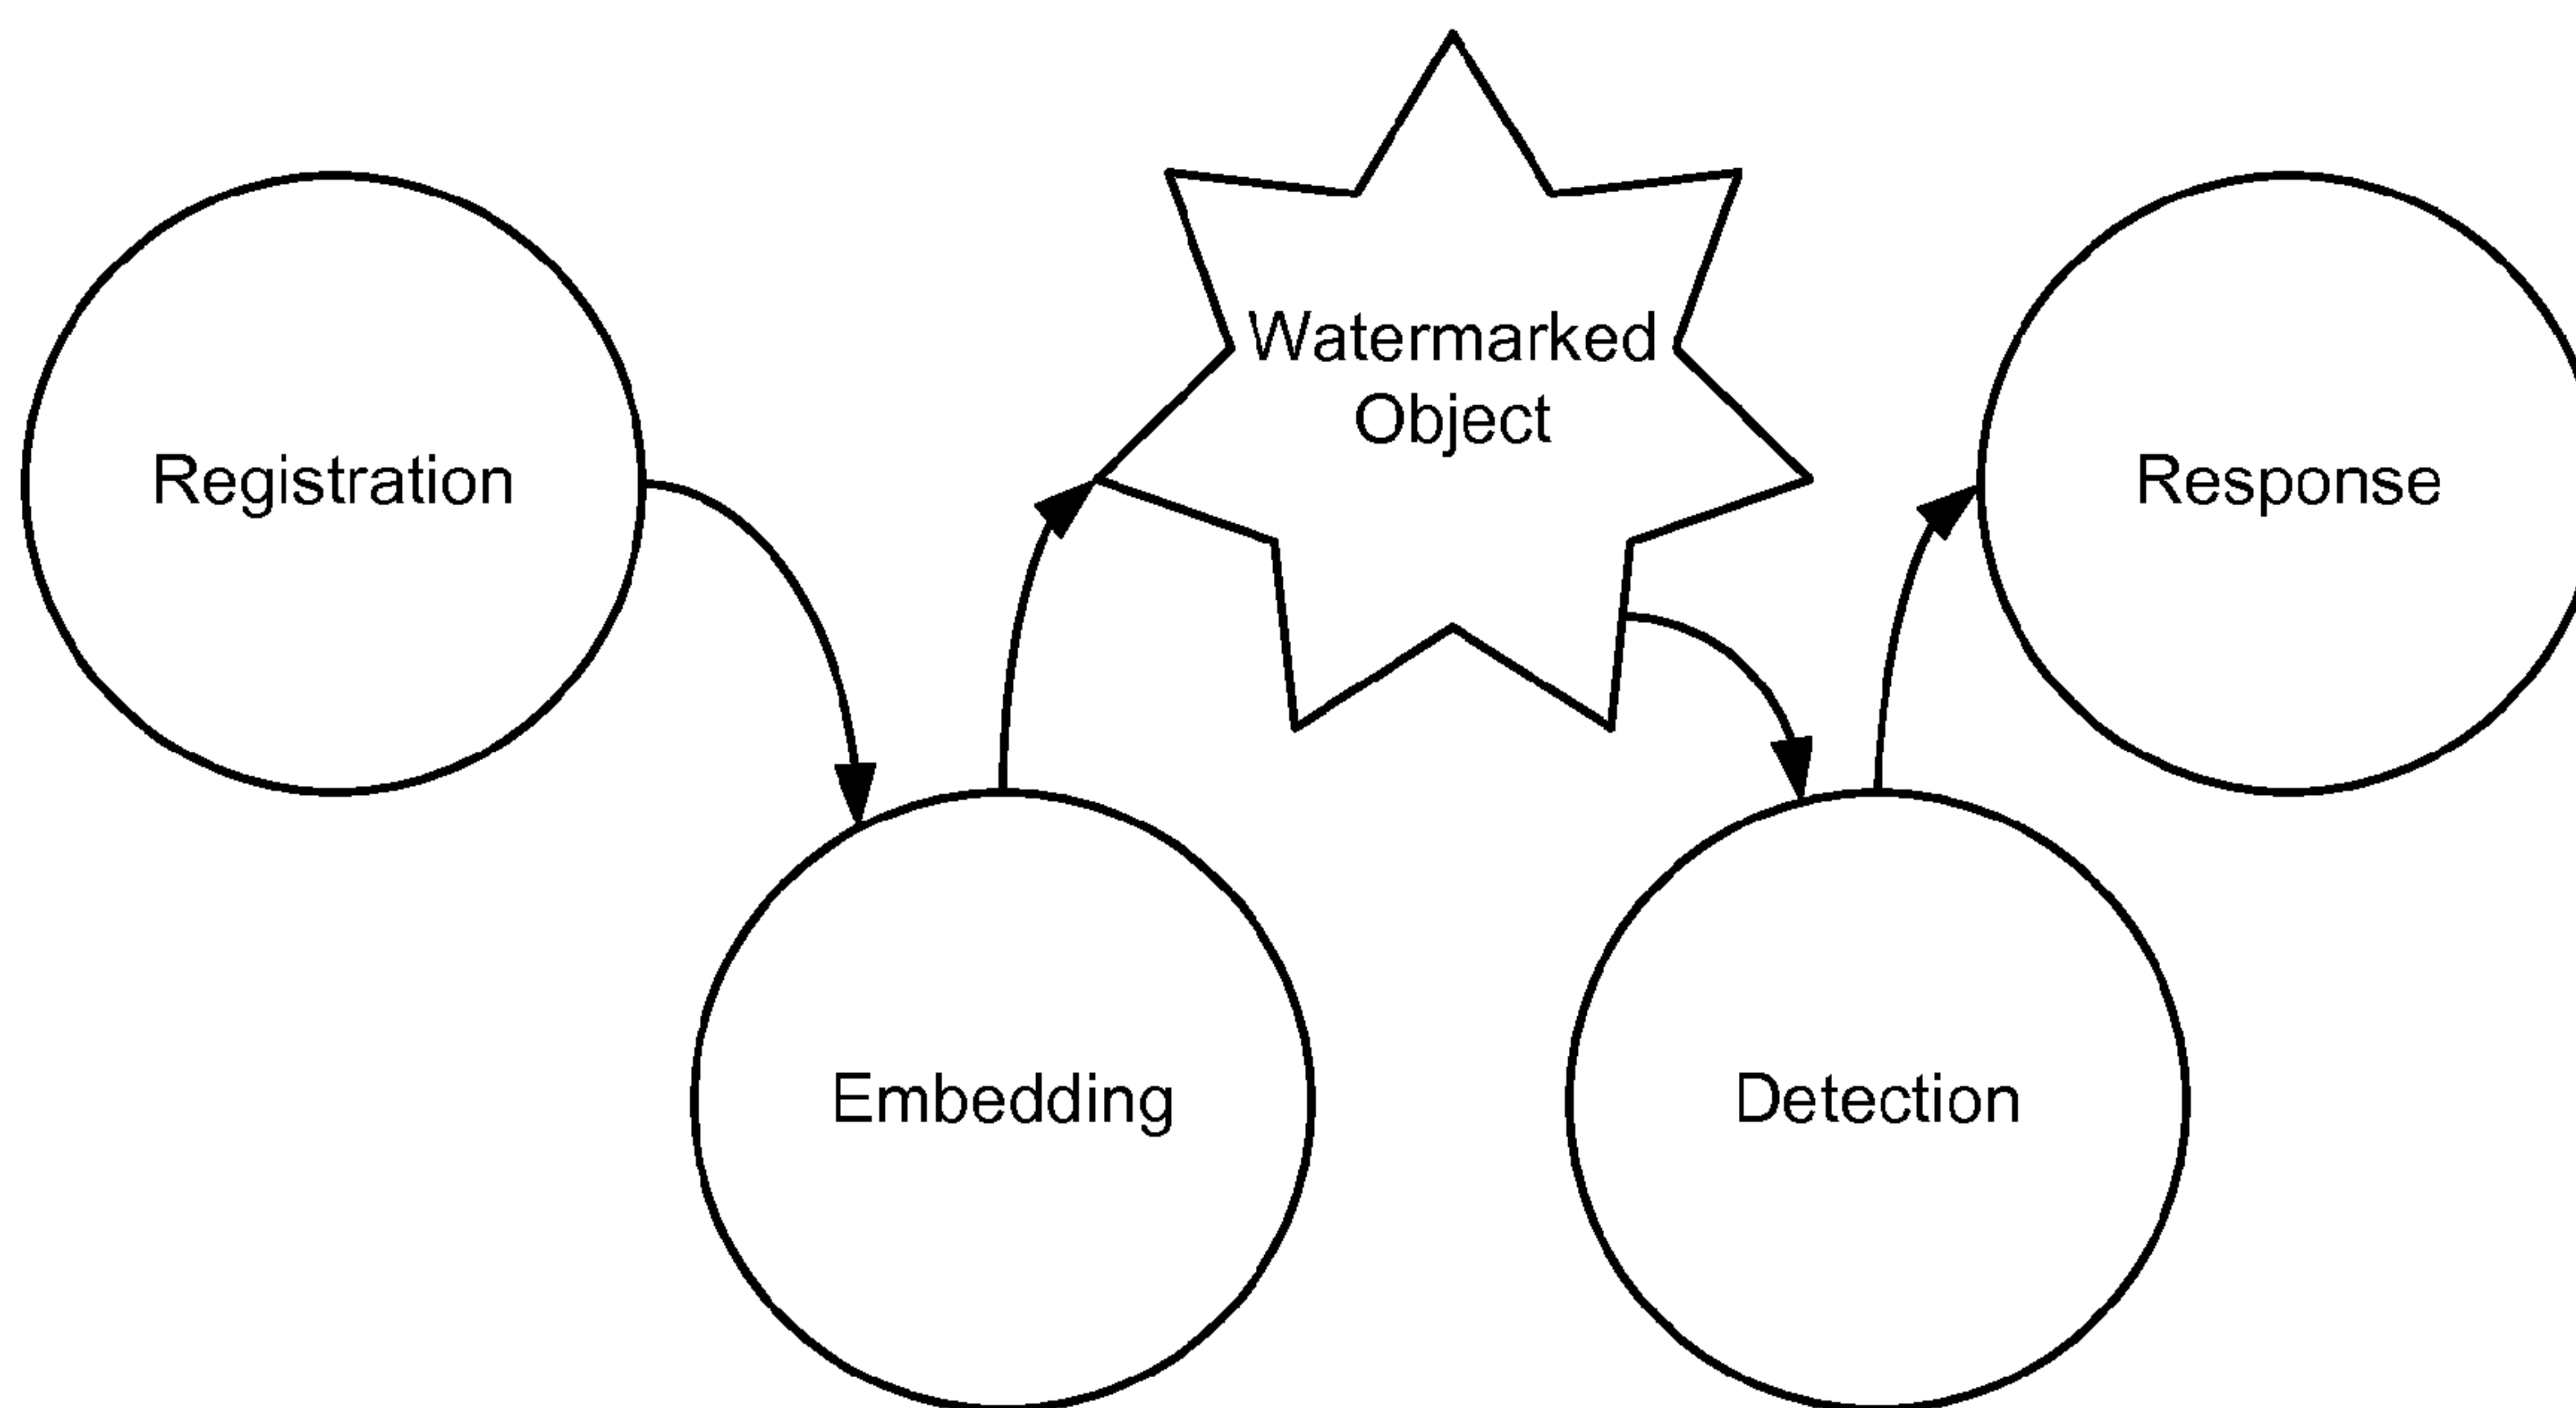 Registration
Embedding
Watermarked
Object
Detection
Response